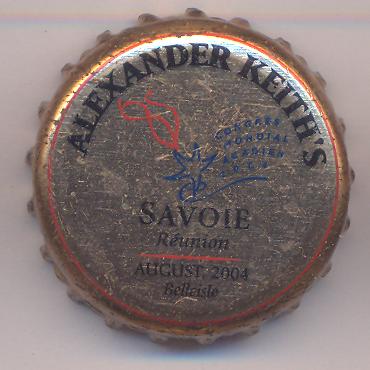 ALEXANDER KEITH'S
CONGRÈS
MONDIAL
ACADIEN
2004
SAVOIE
Réunion
AUGUST, 2004
Belleisle